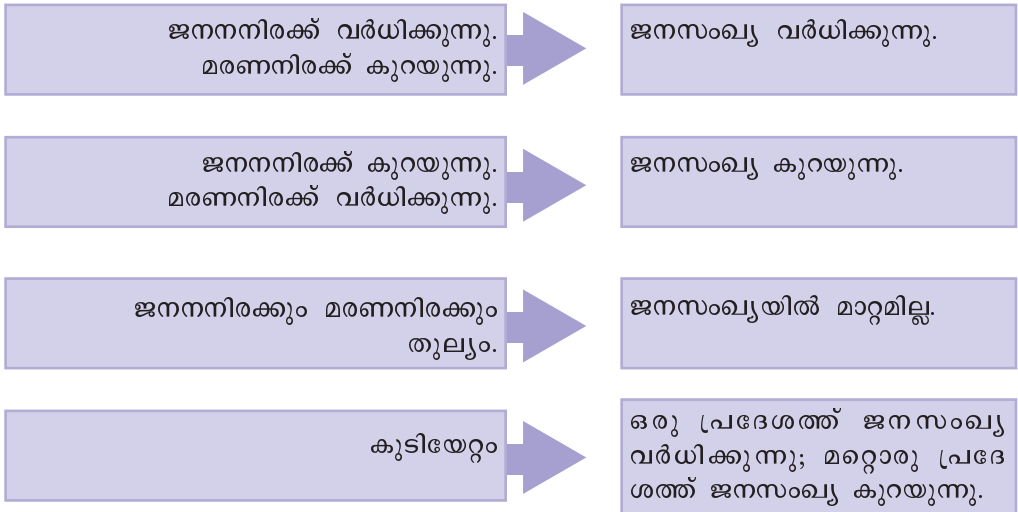 ജനനനിരക്ക് വർധിക്കുന്നു.
മരണനിരക്ക് കുറയുന്നു.
ജനസംഖ്യ വർധിക്കുന്നു.
ജനനനിരക്ക് കുറയുന്നു.
മരണനിരക്ക് വർധിക്കുന്നു.
ജനസംഖ്യ കുറയുന്നു.
ജനനനിരക്കും മരണനിരക്കും
തുല്യം.
ജനസംഖ്യയിൽ മാറ്റമില്ല.
കുടിയേറ്റം
ഒരു പ്രദേശത്ത് ജനസംഖ്യ
വർധിക്കുന്നു; മറ്റൊരു പ്രദേ
ശത്ത് ജനസംഖ്യ കുറയുന്നു.